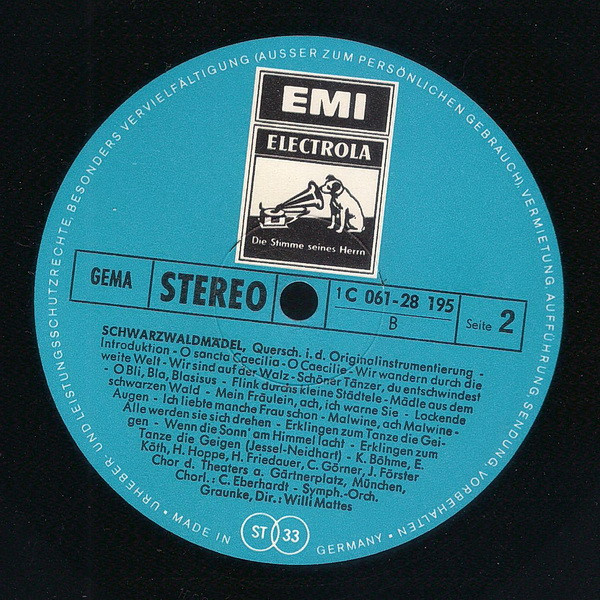 URHEBER- UND LEISTUNGSSCHUTZRECHTE, BESONDERS VERVIELFÄLTIGUNG (AUSSER ZUM PERSÖNLICHEN GEBRAUCH), VERMIETUNG, AUFFÜHRUNG, SENDUNG, VORBEHALTEN
EMI
ELECTROLA
Die Stimme seines Herrn
GEMA
STEREO
1C 061-28 195
B
Seite 2
SCHWARZWALDMÄDEL, Quersch. i. d. Originalinstrumentierung -
Introduktion - O sancta Caecilia - O Caecilie - Wir wandern durch die
weite Welt - Wir sind auf der Walz - Schöner Tänzer, du entschwindest
- O Bli, Bla, Blasisus - Flink durchs kleine Städtele - Mädle aus dem
schwarzen Wald - Mein Fräulein, ach, ich warne Sie - Lockende
Augen - Ich liebte manche Frau schon - Malwine, ach Malwine -
Alle werden sie sich drehen - Erklingen zum Tanze die Gei-
gen - Wenn die Sonn' am Himmel lacht - Erklingen zum
Tanze die Geigen (Jessel-Neidhart) - K. Böhme, E.
Köth, H. Hoppe, H. Friedauer, C. Görner, J. Förster
Chor d. Theaters a. Gärtnerplatz, München,
Chorl.: C. Eberhardt - Symph.-Orch.
Graunke, Dir.: Willi Mattes
• MADE IN
ST 33
GERMANY •